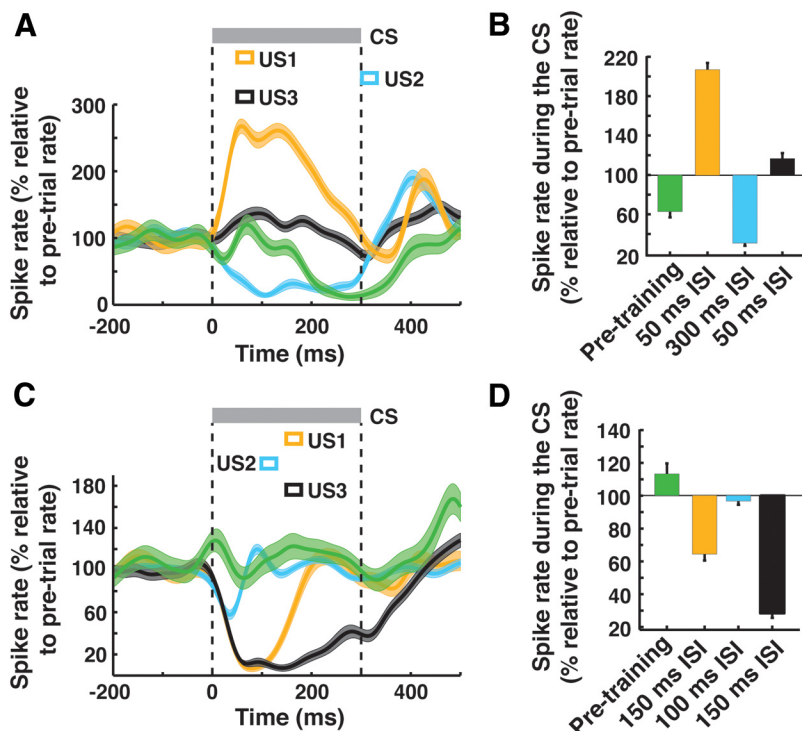 A
CS
US1
US2
US3
Spike rate (% relative
to pre-trial rate)
300
200
100
0
-200
0
200
400
Time (ms)
B
Spike rate during the CS
(% relative to pre-trial rate)
220
180
140
100
60
20
Pre-training
50 ms ISI
300 ms ISI
50 ms ISI
C
CS
US1
US2
US3
Spike rate (% relative
to pre-trial rate)
180
140
100
60
20
-200
0
200
400
Time (ms)
D
Spike rate during the CS
(% relative to pre-trial rate)
140
120
100
80
60
40
20
Pre-training
150 ms ISI
100 ms ISI
150 ms ISI